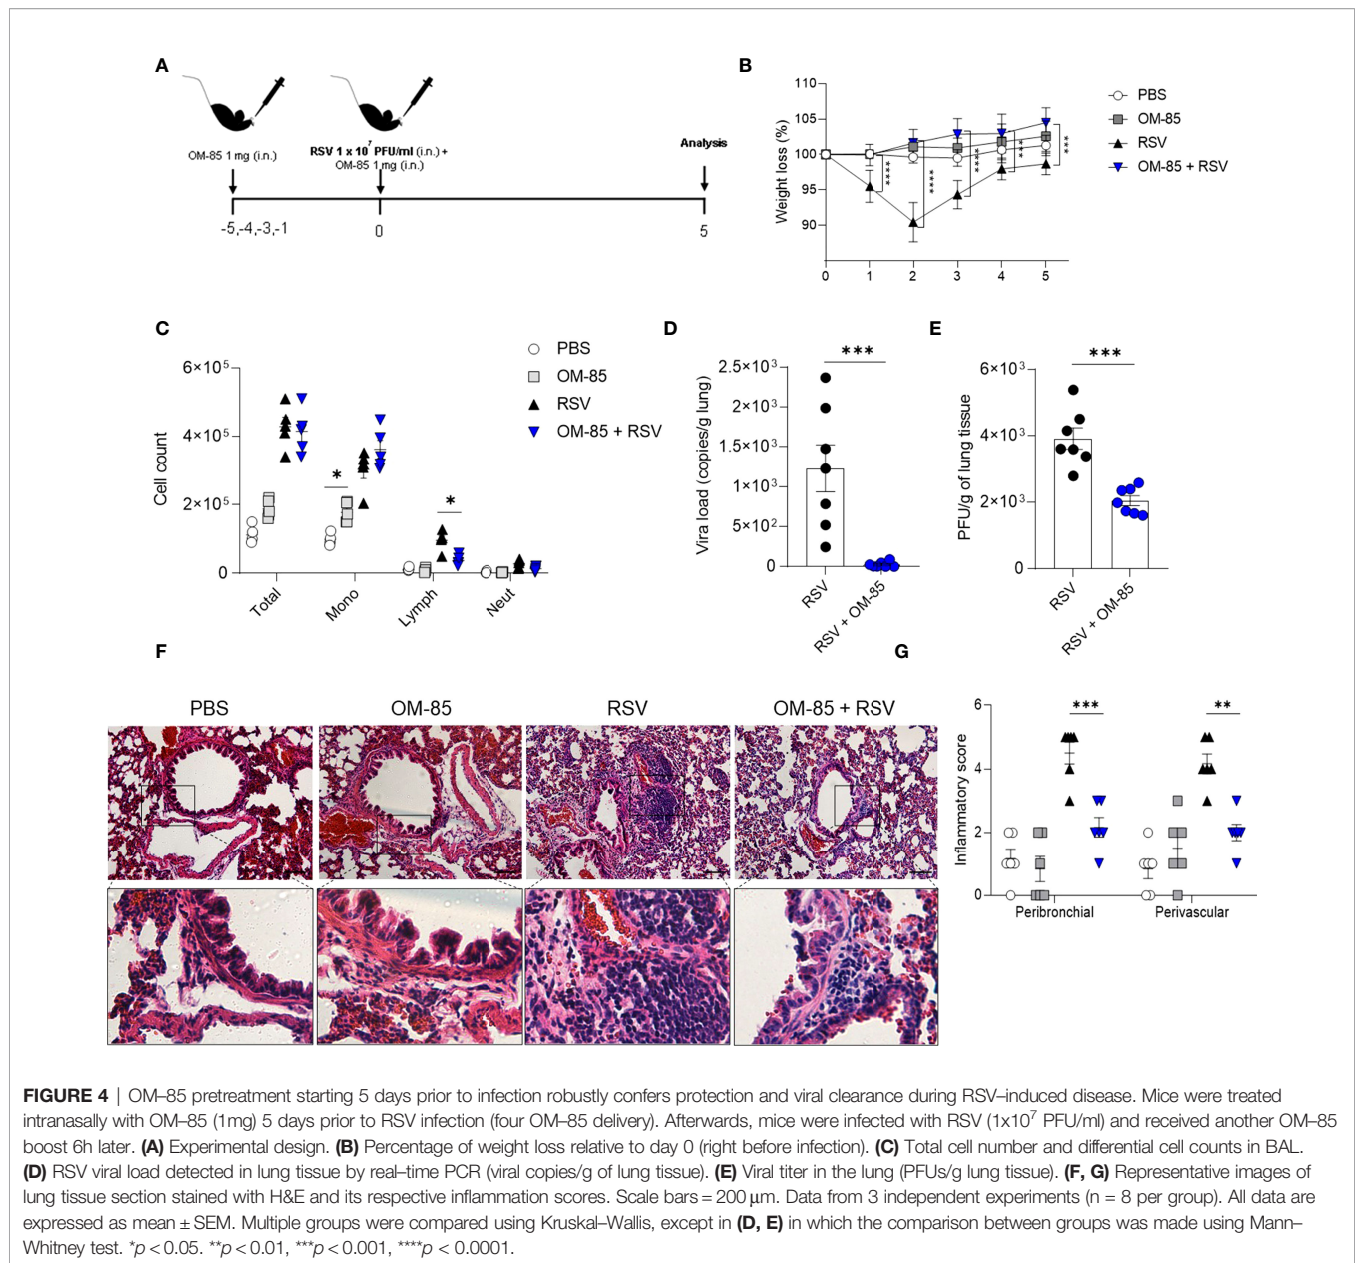 A
OM-85 1 mg (i.n.)
RSV 1 x 10⁷ PFU/ml (i.n.) +
OM-85 1 mg (i.n.)
Analysis
-5,-4,-3,-1
0
5
B
Weight loss (%)
110
105
100
95
90
0 1 2 3 4 5
****
****
****
***
***
PBS
OM-85
RSV
OM-85 + RSV
C
Cell count
6×10⁵
4×10⁵
2×10⁵
0
*
*
Total
Mono
Lymph
Neut
PBS
OM-85
RSV
OM-85 + RSV
D
Vira load (copies/g lung)
2.5×10³
2×10³
1.5×10³
1×10³
5×10²
0
***
RSV
RSV + OM-85
E
PFU/g of lung tissue
6×10³
4×10³
2×10³
0
***
RSV
RSV + OM-85
F
PBS
OM-85
RSV
OM-85 + RSV
G
Inflammatory score
6
4
2
0
***
**
Peribronchial
Perivascular
FIGURE 4 | OM–85 pretreatment starting 5 days prior to infection robustly confers protection and viral clearance during RSV–induced disease. Mice were treated
intranasally with OM–85 (1mg) 5 days prior to RSV infection (four OM–85 delivery). Afterwards, mice were infected with RSV (1x10⁷ PFU/ml) and received another OM–85
boost 6h later. (A) Experimental design. (B) Percentage of weight loss relative to day 0 (right before infection). (C) Total cell number and differential cell counts in BAL.
(D) RSV viral load detected in lung tissue by real–time PCR (viral copies/g of lung tissue). (E) Viral titer in the lung (PFUs/g lung tissue). (F, G) Representative images of
lung tissue section stained with H&E and its respective inflammation scores. Scale bars = 200 µm. Data from 3 independent experiments (n = 8 per group). All data are
expressed as mean ± SEM. Multiple groups were compared using Kruskal–Wallis, except in (D, E) in which the comparison between groups was made using Mann–
Whitney test. *p < 0.05. **p < 0.01, ***p < 0.001, ****p < 0.0001.